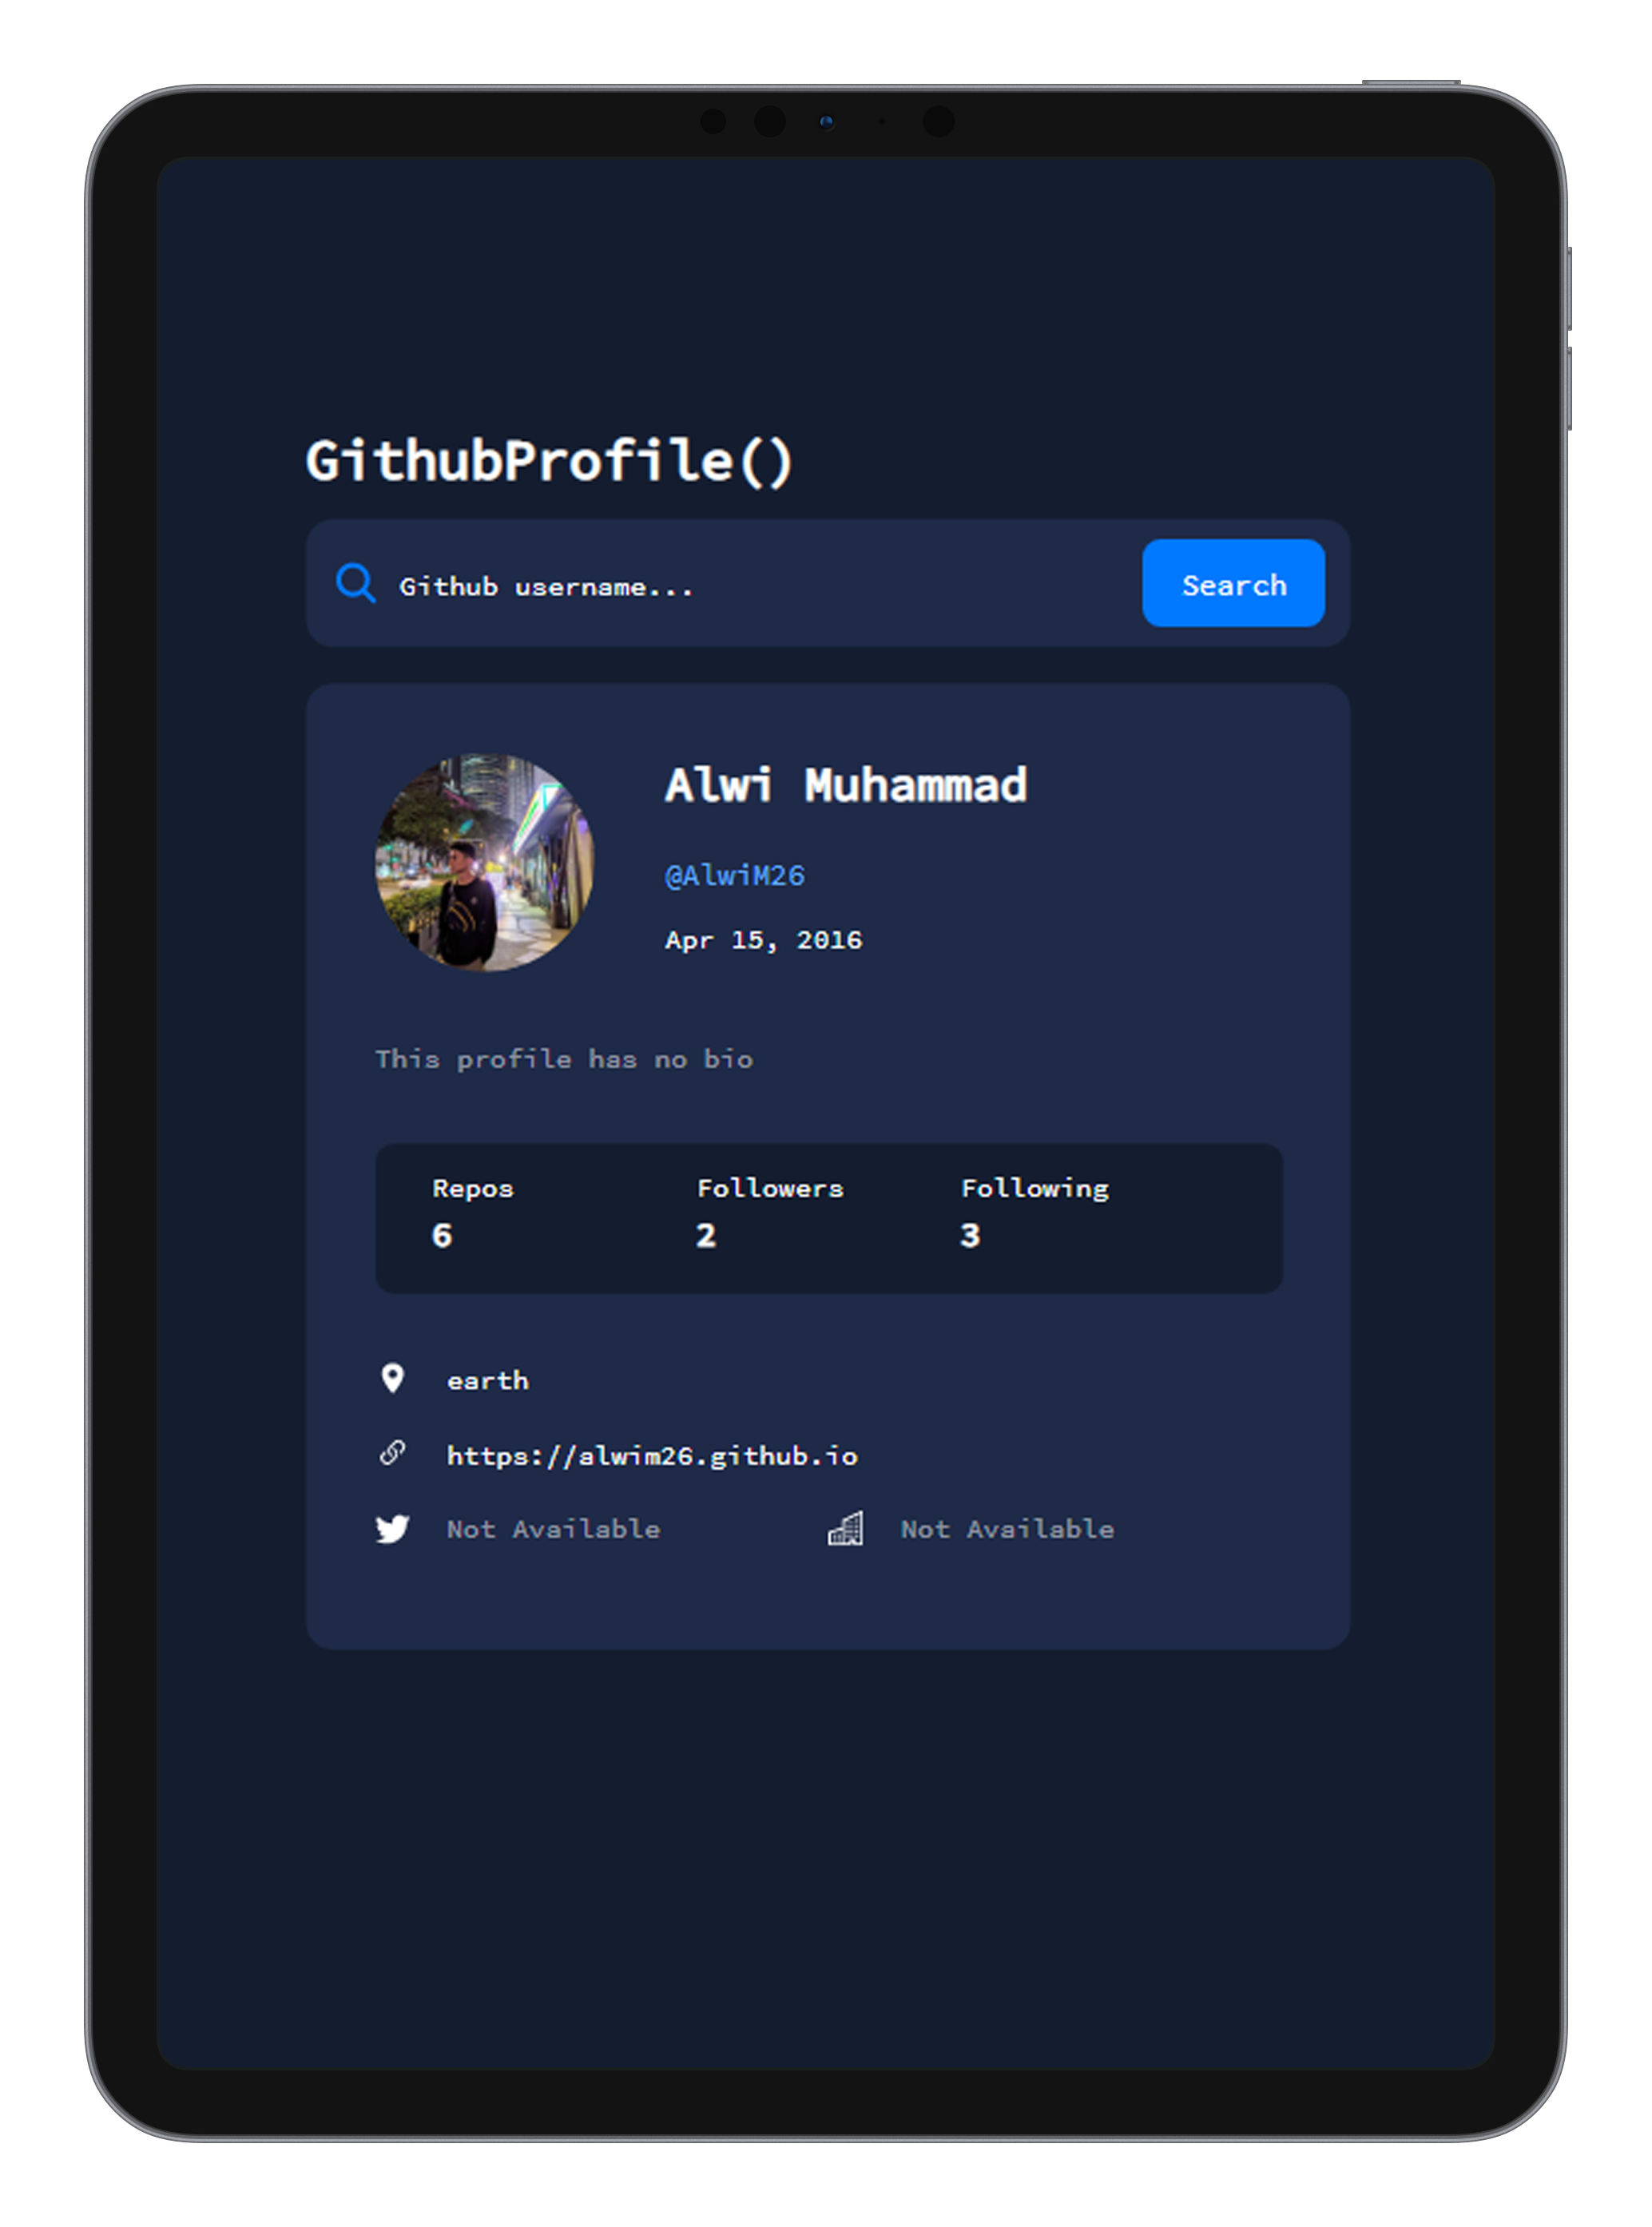 GithubProfile()
Github username...
Search
Alwi Muhammad
@AlwiM26
Apr 15, 2016
This profile has no bio
Repos Followers Following
6 2 3
earth
https://alwim26.github.io
Not Available Not Available